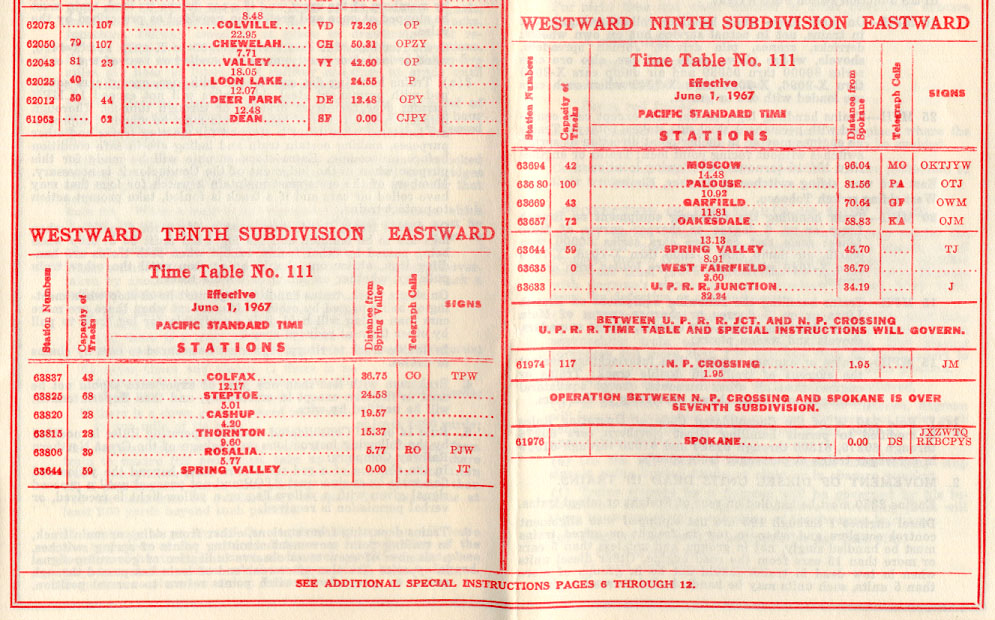 8.48
62073 ..... 107 COLVILLE VD 73.26 OP
22.95
62050 79 107 CHEWELAH CH 50.31 OPZY
7.71
62043 81 23 VALLEY VY 42.60 OP
18.05
62025 40 LOON LAKE 24.55 P
12.07
62012 50 44 DEER PARK DE 12.48 OPY
12.48
61963 62 DEAN SF 0.00 CJPY
WESTWARD TENTH SUBDIVISION EASTWARD
Station Numbers
Capacity of Tracks
Time Table No. 111
Effective
June 1, 1967
PACIFIC STANDARD TIME
STATIONS
Distance from Spring Valley
Telegraph Calls
SIGNS
63837 43 COLFAX 36.75 CO TPW
12.17
63825 68 STEPTOE 24.58
5.01
63820 28 CASHUP 19.57
4.20
63815 28 THORNTON 15.37
9.60
63806 39 ROSALIA 5.77 RO PJW
5.77
63644 59 SPRING VALLEY 0.00 JT
WESTWARD NINTH SUBDIVISION EASTWARD
Station Numbers
Capacity of Tracks
Time Table No. 111
Effective
June 1, 1967
PACIFIC STANDARD TIME
STATIONS
Distance from Spokane
Telegraph Calls
SIGNS
63694 42 MOSCOW 96.04 MO OKTJYW
14.48
63680 100 PALOUSE 81.56 PA OTJ
10.92
63669 43 GARFIELD 70.64 GF OWM
11.81
63657 73 OAKESDALE 58.83 KA OJM
13.13
63644 59 SPRING VALLEY 45.70 TJ
8.91
63635 0 WEST FAIRFIELD 36.79
2.60
63633 U. P. R. R. JUNCTION 34.19 J
32.24
BETWEEN U. P. R. R. JCT. AND N. P. CROSSING
U. P. R. R. TIME TABLE AND SPECIAL INSTRUCTIONS WILL GOVERN.
61974 117 N. P. CROSSING 1.95 JM
1.95
OPERATION BETWEEN N. P. CROSSING AND SPOKANE IS OVER
SEVENTH SUBDIVISION.
61976 SPOKANE 0.00 DS JXZWTQ
RKBCPYS
SEE ADDITIONAL SPECIAL INSTRUCTIONS PAGES 6 THROUGH 12.